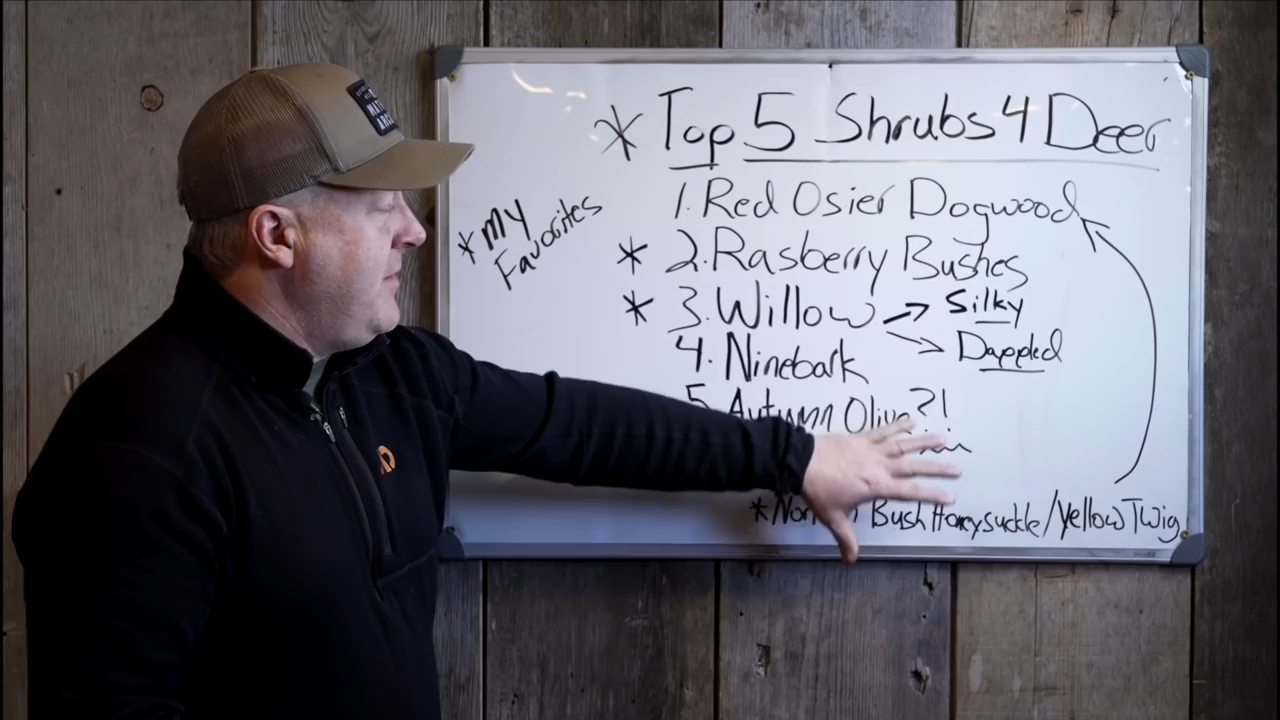 * Top 5 Shrubs 4 Deer
* My Favorites
1. Red Osier Dogwood
* 2. Rasberry Bushes
* 3. Willow → Silky
→ Dappled
4. Ninebark
5. Autumn Olive?!
* Bush Honeysuckle/Yellow Twig